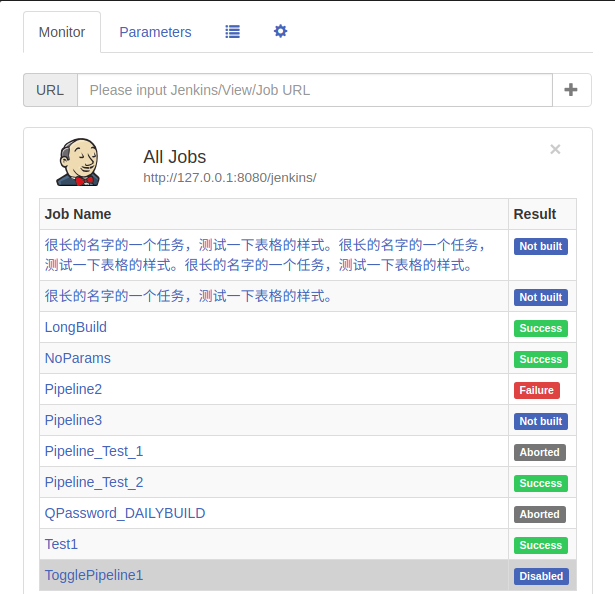 Monitor Parameters
URL Please input Jenkins/View/Job URL
All Jobs
http://127.0.0.1:8080/jenkins/
Job Name Result
很长的名字的一个任务，测试一下表格的样式。很长的名字的一个任务， Not built
测试一下表格的样式。很长的名字的一个任务，测试一下表格的样式。
很长的名字的一个任务，测试一下表格的样式。 Not built
LongBuild Success
NoParams Success
Pipeline2 Failure
Pipeline3 Not built
Pipeline_Test_1 Aborted
Pipeline_Test_2 Success
QPassword_DAILYBUILD Aborted
Test1 Success
TogglePipeline1 Disabled